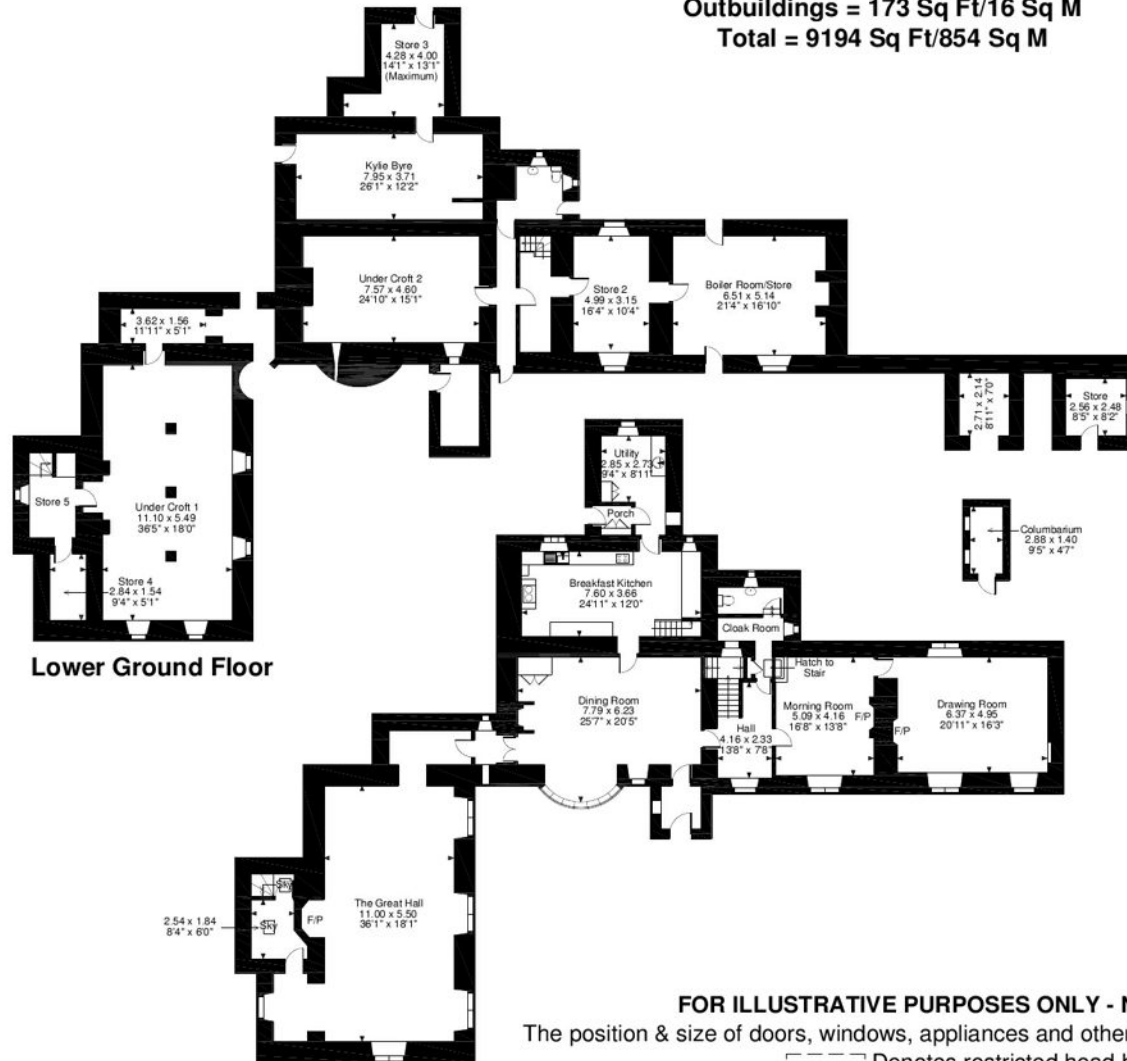 Outbuildings = 173 Sq Ft/16 Sq M
Total = 9194 Sq Ft/854 Sq M
Store 3
4.28 x 4.00
14'1" x 13'1"
(Maximum)
Kylie Byre
7.95 x 3.71
26'1" x 12'2"
Under Croft 2
7.57 x 4.60
24'10" x 15'1"
Store 2
4.99 x 3.15
16'4" x 10'4"
Boiler Room/Store
6.51 x 5.14
21'4" x 16'10"
3.62 x 1.56
11'11" x 5'1"
2.71 x 2.14
8'11" x 7'0"
Store
2.56 x 2.48
8'5" x 8'2"
Store 5
Under Croft 1
11.10 x 5.49
36'5" x 18'0"
Store 4
2.84 x 1.54
9'4" x 5'1"
Lower Ground Floor
Utility
2.85 x 2.73
9'4" x 8'11"
Porch
Columbarium
2.88 x 1.40
9'5" x 4'7"
Breakfast Kitchen
7.60 x 3.66
24'11" x 12'0"
Cloak Room
Hatch to
Stair
Dining Room
7.79 x 6.23
25'7" x 20'5"
Hall
4.16 x 2.33
13'8" x 7'8"
Morning Room
5.09 x 4.16
16'8" x 13'8"
F/P
F/P
Drawing Room
6.37 x 4.95
20'11" x 16'3"
The Great Hall
11.00 x 5.50
36'1" x 18'1"
F/P
Sky
Sky
2.54 x 1.84
8'4" x 6'0"
FOR ILLUSTRATIVE PURPOSES ONLY - N
The position & size of doors, windows, appliances and other
Denotes restricted head h